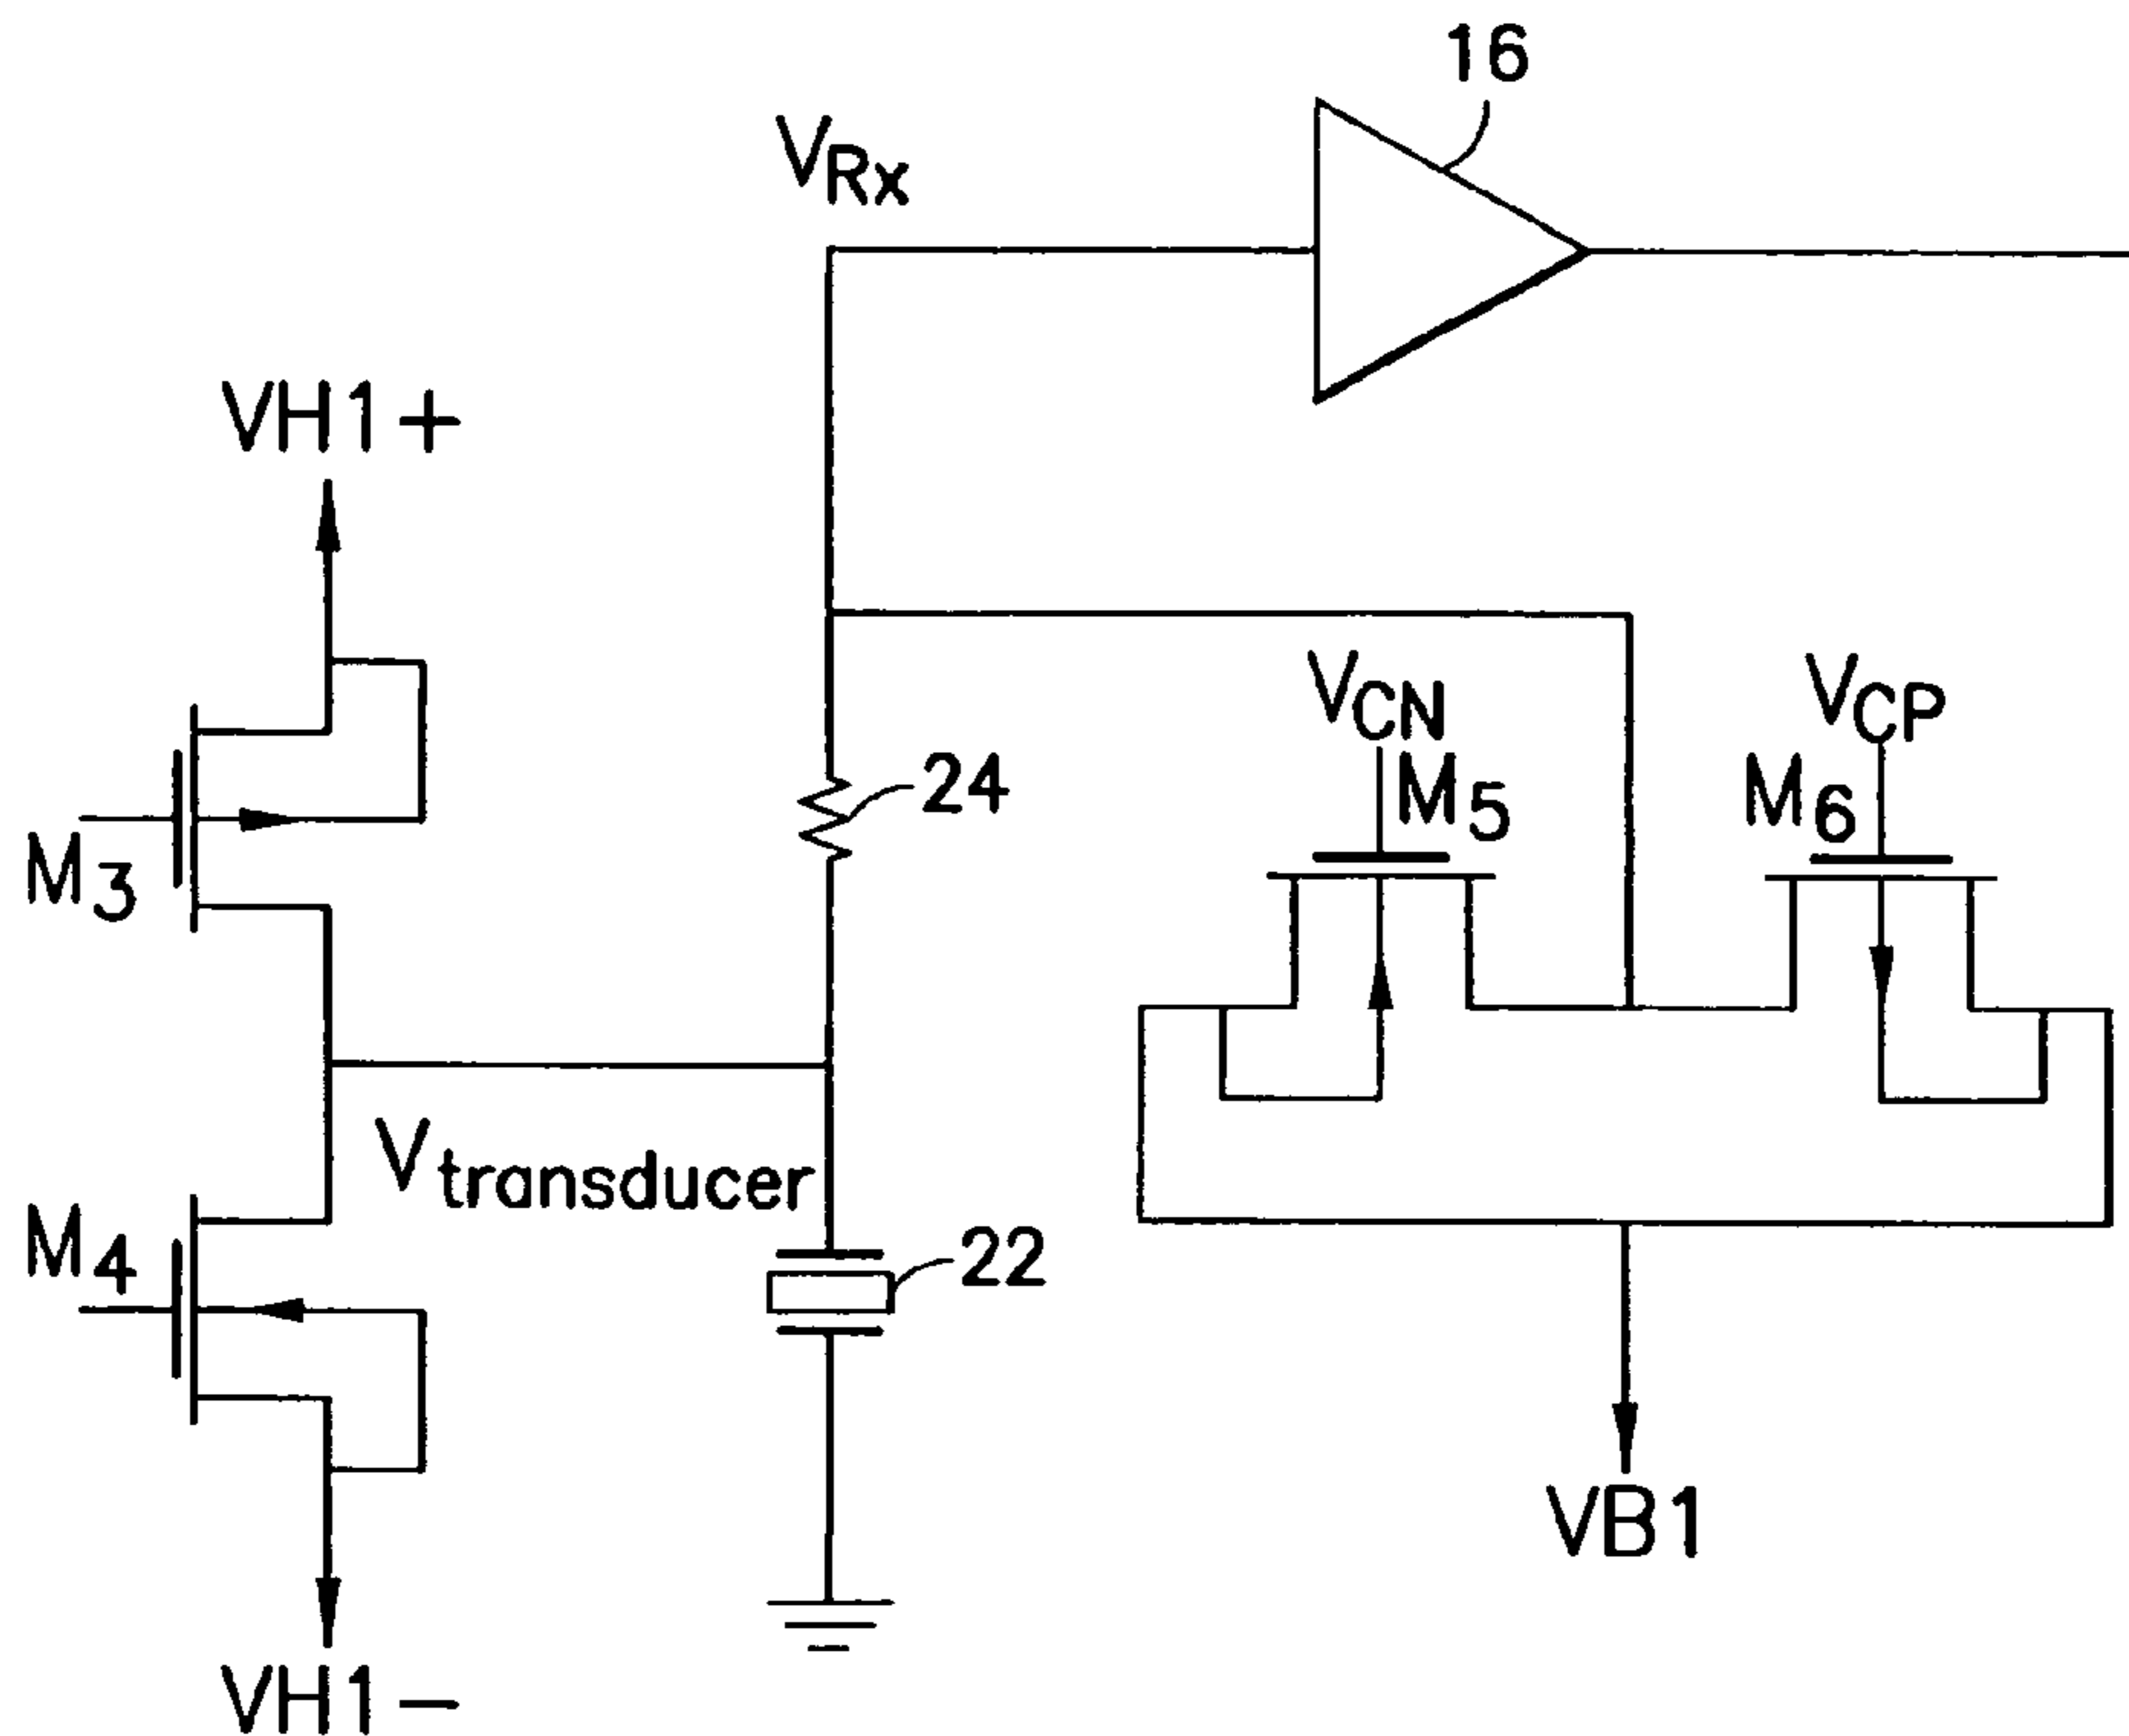 16
VRx
VH1+
VCN
VCP
24
M5
M6
M3
Vtransducer
M4
22
VB1
VH1-